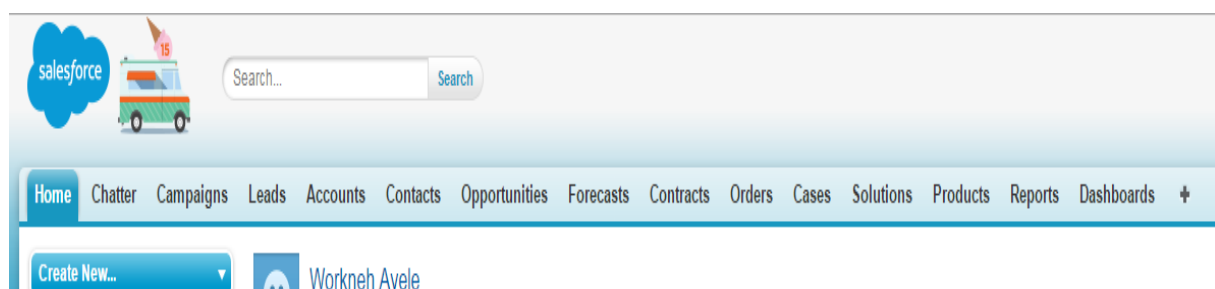 salesforce
15
Search... Search
Home Chatter Campaigns Leads Accounts Contacts Opportunities Forecasts Contracts Orders Cases Solutions Products Reports Dashboards +
Create New... Workneh Ayele